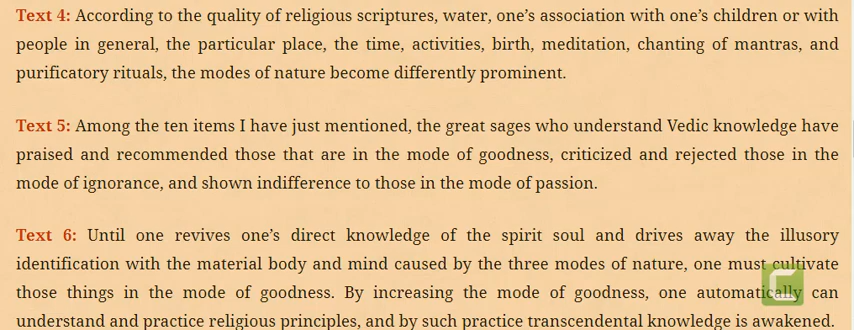 Text 4: According to the quality of religious scriptures, water, one’s association with one’s children or with
people in general, the particular place, the time, activities, birth, meditation, chanting of mantras, and
purificatory rituals, the modes of nature become differently prominent.
Text 5: Among the ten items I have just mentioned, the great sages who understand Vedic knowledge have
praised and recommended those that are in the mode of goodness, criticized and rejected those in the
mode of ignorance, and shown indifference to those in the mode of passion.
Text 6: Until one revives one’s direct knowledge of the spirit soul and drives away the illusory
identification with the material body and mind caused by the three modes of nature, one must cultivate
those things in the mode of goodness. By increasing the mode of goodness, one automatically can
understand and practice religious principles, and by such practice transcendental knowledge is awakened.